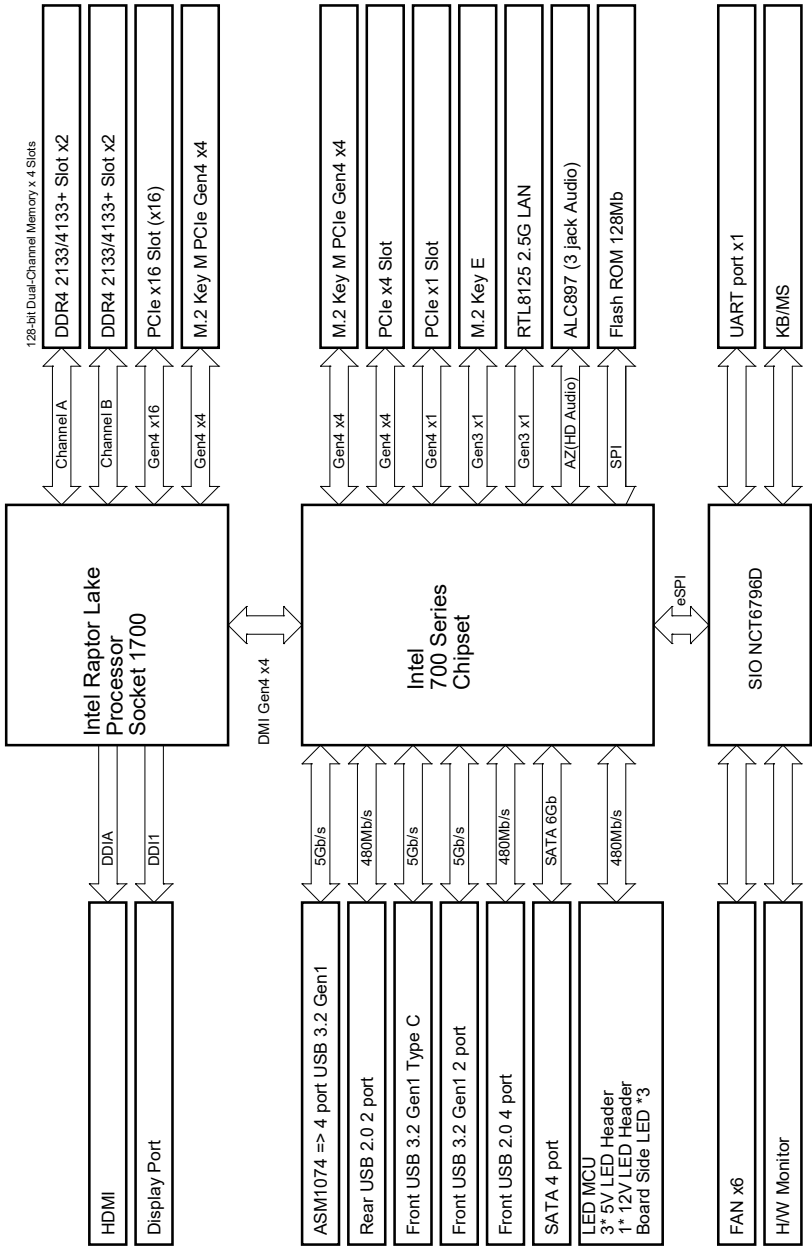 128-bit Dual-Channel Memory x 4 Slots
DDR4 2133/4133+ Slot x2
DDR4 2133/4133+ Slot x2
PCIe x16 Slot (x16)
M.2 Key M PCIe Gen4 x4
Channel A
Channel B
Gen4 x16
Gen4 x4
Intel Raptor Lake
Processor
Socket 1700
DDIA
DDI1
HDMI
Display Port
DMI Gen4 x4
M.2 Key M PCIe Gen4 x4
PCIe x4 Slot
PCIe x1 Slot
M.2 Key E
RTL8125 2.5G LAN
ALC897 (3 jack Audio)
Flash ROM 128Mb
Gen4 x4
Gen4 x4
Gen4 x1
Gen3 x1
Gen3 x1
AZ(HD Audio)
SPI
Intel
700 Series
Chipset
5Gb/s
480Mb/s
5Gb/s
5Gb/s
480Mb/s
SATA 6Gb
480Mb/s
ASM1074 => 4 port USB 3.2 Gen1
Rear USB 2.0 2 port
Front USB 3.2 Gen1 Type C
Front USB 3.2 Gen1 2 port
Front USB 2.0 4 port
SATA 4 port
LED MCU
3* 5V LED Header
1* 12V LED Header
Board Side LED *3
eSPI
UART port x1
KB/MS
SIO NCT6796D
FAN x6
H/W Monitor